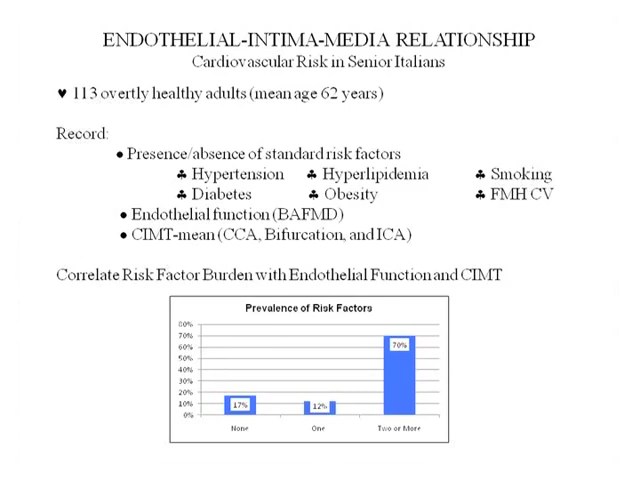 ENDOTHELIAL-INTIMA-MEDIA RELATIONSHIP
Cardiovascular Risk in Senior Italians
♥ 113 overtly healthy adults (mean age 62 years)
Record:
● Presence/absence of standard risk factors
♣ Hypertension ♣ Hyperlipidemia ♣ Smoking
♣ Diabetes ♣ Obesity ♣ FMH CV
● Endothelial function (BAFMD)
● CIMT-mean (CCA, Bifurcation, and ICA)
Correlate Risk Factor Burden with Endothelial Function and CIMT
Prevalence of Risk Factors
80%
70%
60%
50%
40%
30%
20%
10%
0%
17% 12% 70%
None One Two or More